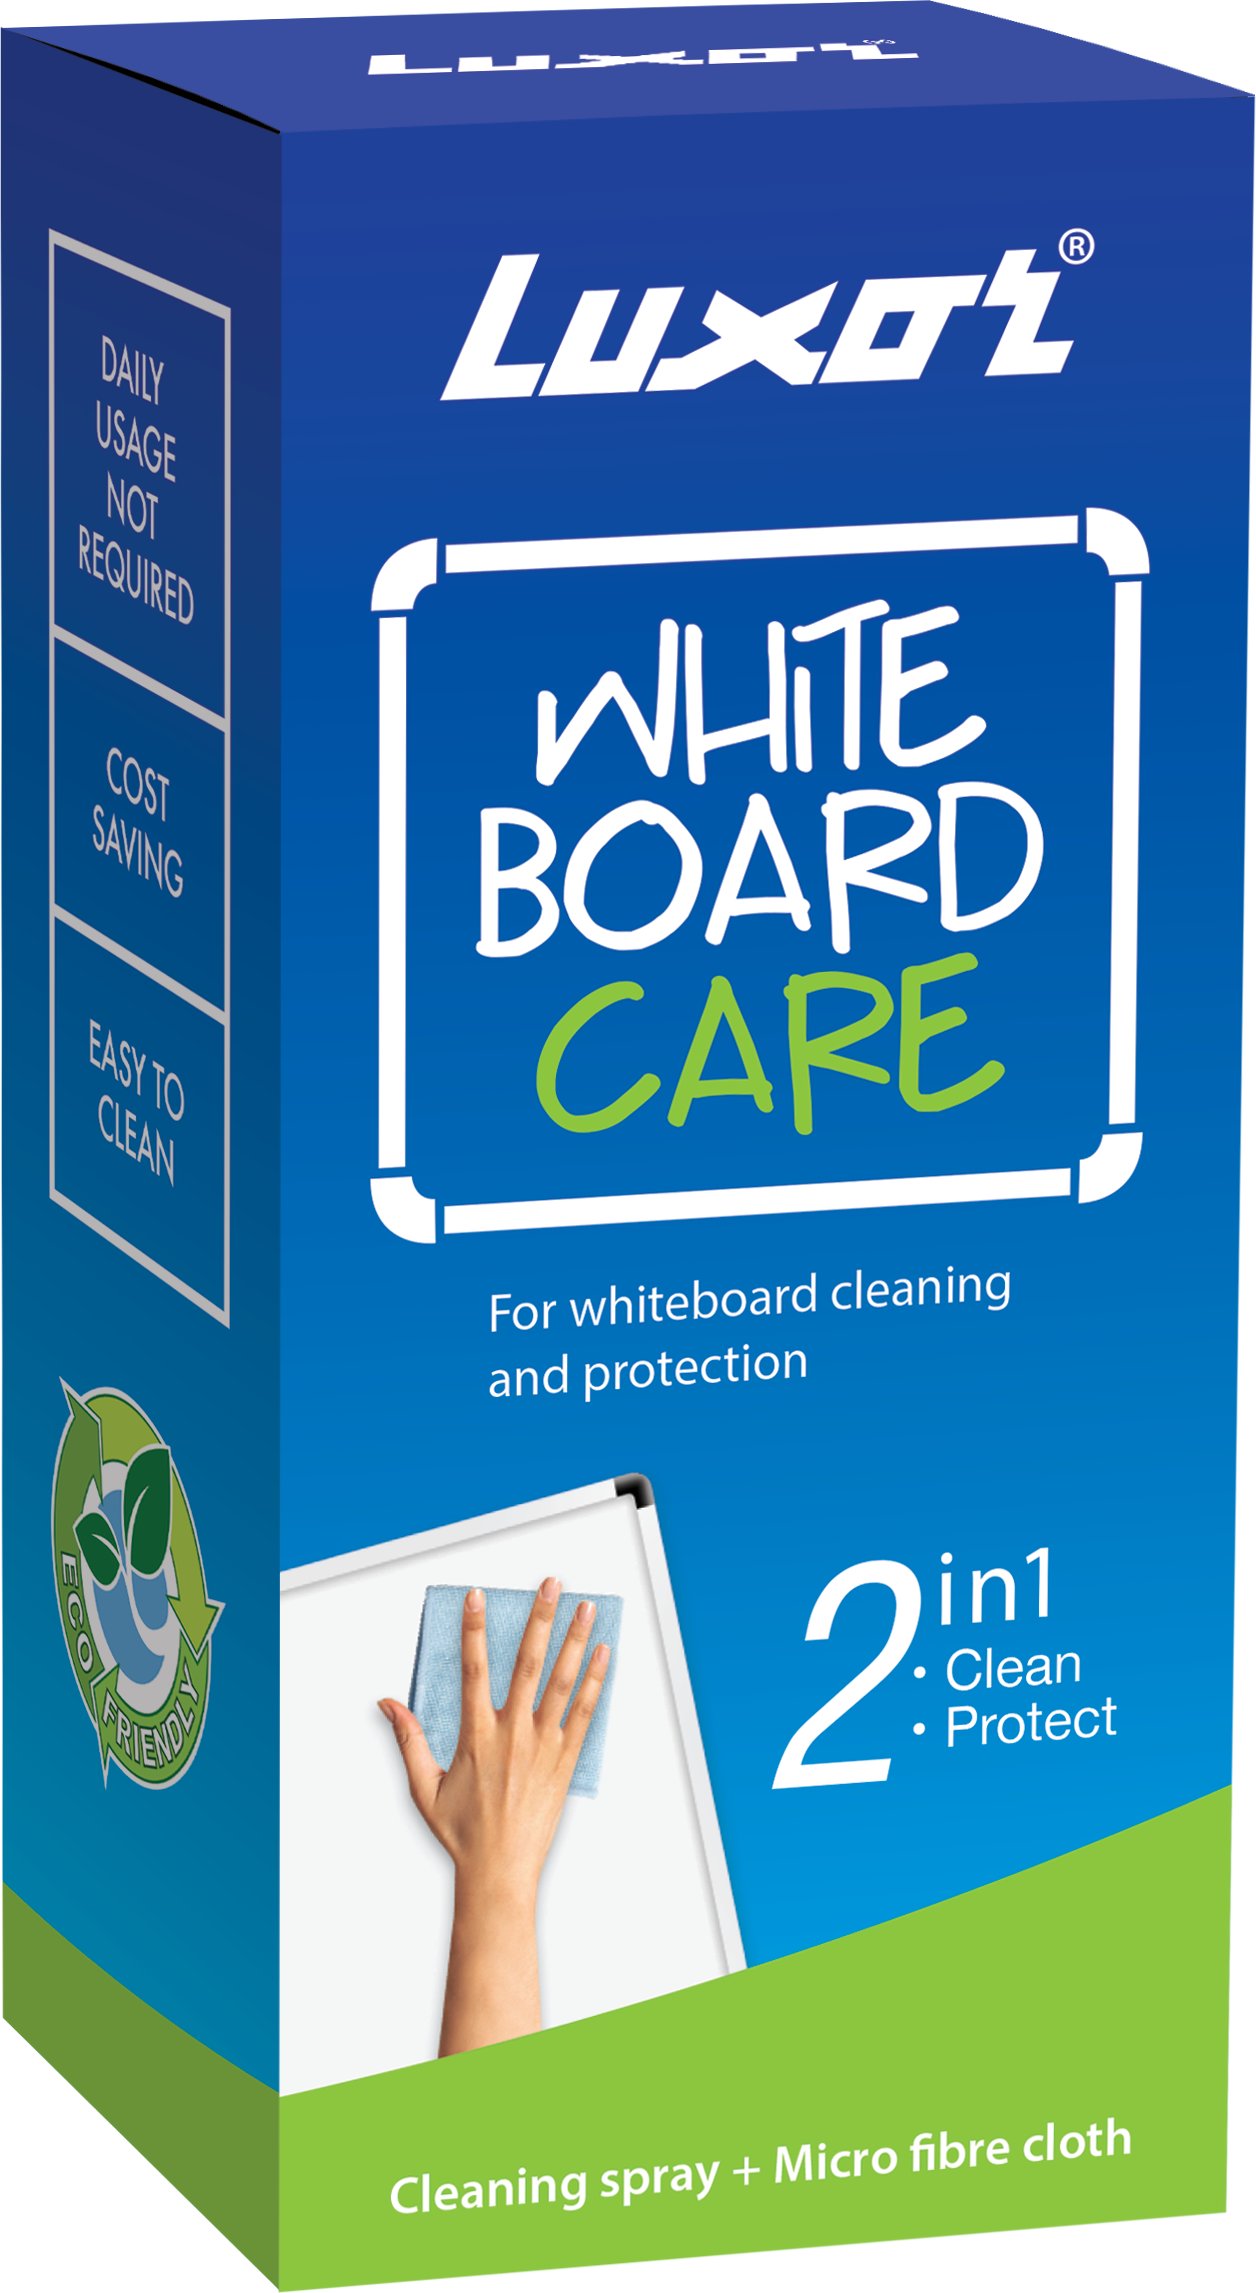 Luxor
Luxor®
WHiTE
BOARD
CARE
For whiteboard cleaning
and protection
2 in1
• Clean
• Protect
Cleaning spray + Micro fibre cloth
DAILY
USAGE
NOT
REQUIRED
COST
SAVING
EASY TO
CLEAN
ECO FRIENDLY